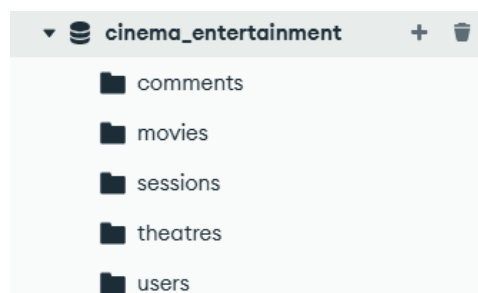 cinema_entertainment
comments
movies
sessions
theatres
users